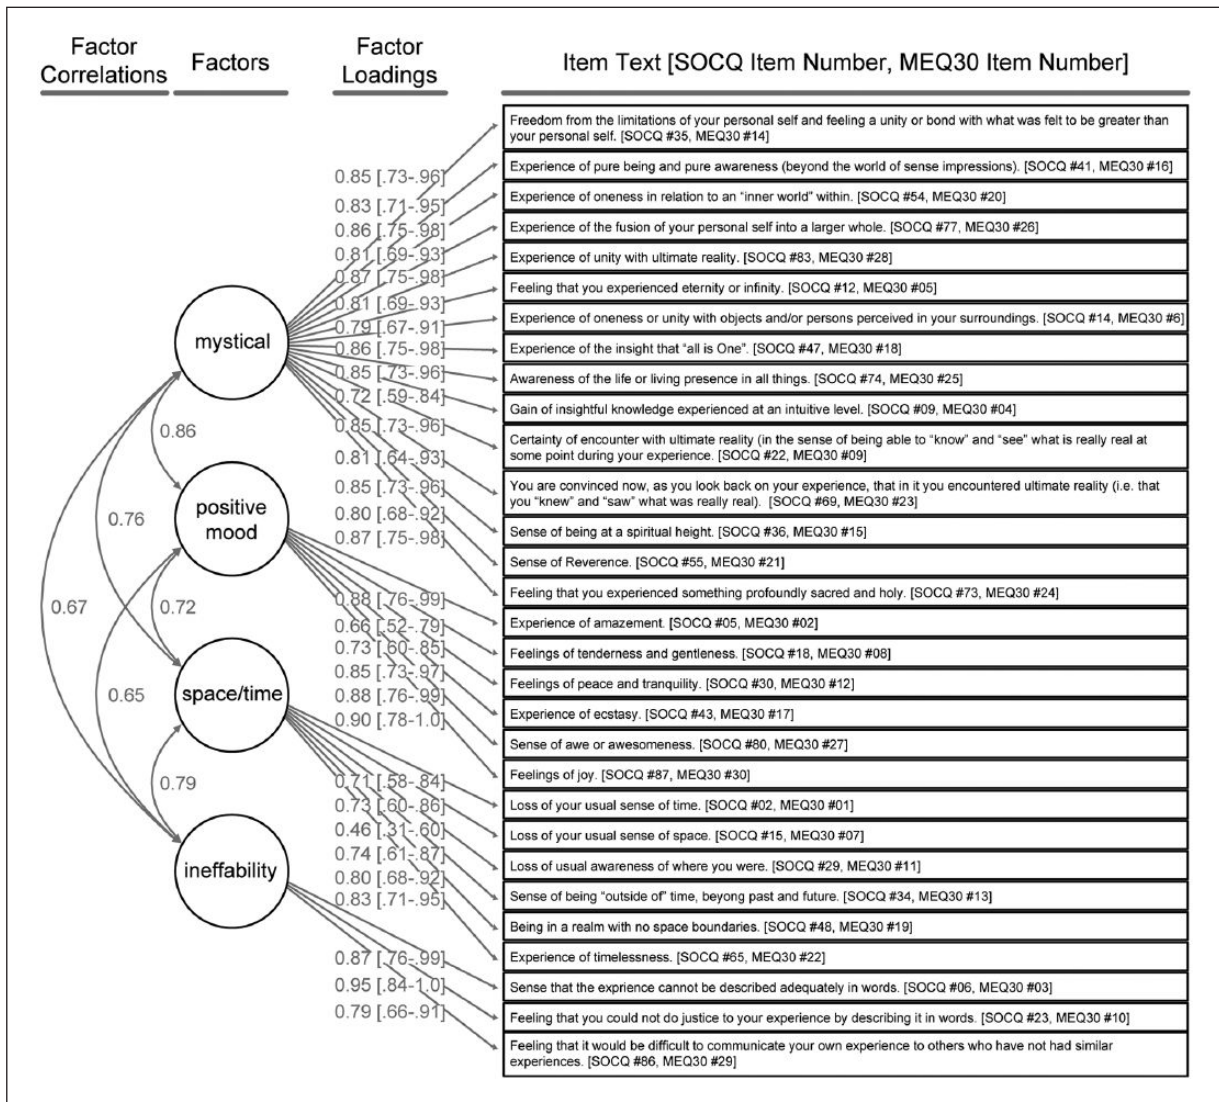 Factor
Correlations
Factors
Factor
Loadings
Item Text [SOCQ Item Number, MEQ30 Item Number]
mystical
positive
mood
space/time
ineffability
0.86
0.76
0.67
0.72
0.65
0.79
0.85 [.73-.96]
0.83 [.71-.95]
0.86 [.75-.98]
0.81 [.69-.93]
0.87 [.75-.98]
0.81 [.69-.93]
0.79 [.67-.91]
0.86 [.75-.98]
0.85 [.73-.96]
0.72 [.59-.84]
0.85 [.73-.96]
0.81 [.64-.93]
0.85 [.73-.96]
0.80 [.68-.92]
0.87 [.75-.98]
0.88 [.76-.99]
0.66 [.52-.79]
0.73 [.60-.85]
0.85 [.73-.97]
0.88 [.76-.99]
0.90 [.78-1.0]
0.71 [.58-.84]
0.73 [.60-.86]
0.46 [.31-.60]
0.74 [.61-.87]
0.80 [.68-.92]
0.83 [.71-.95]
0.87 [.76-.99]
0.95 [.84-1.0]
0.79 [.66-.91]
Freedom from the limitations of your personal self and feeling a unity or bond with what was felt to be greater than
your personal self. [SOCQ #35, MEQ30 #14]
Experience of pure being and pure awareness (beyond the world of sense impressions). [SOCQ #41, MEQ30 #16]
Experience of oneness in relation to an “inner world” within. [SOCQ #54, MEQ30 #20]
Experience of the fusion of your personal self into a larger whole. [SOCQ #77, MEQ30 #26]
Experience of unity with ultimate reality. [SOCQ #83, MEQ30 #28]
Feeling that you experienced eternity or infinity. [SOCQ #12, MEQ30 #05]
Experience of oneness or unity with objects and/or persons perceived in your surroundings. [SOCQ #14, MEQ30 #6]
Experience of the insight that “all is One”. [SOCQ #47, MEQ30 #18]
Awareness of the life or living presence in all things. [SOCQ #74, MEQ30 #25]
Gain of insightful knowledge experienced at an intuitive level. [SOCQ #09, MEQ30 #04]
Certainty of encounter with ultimate reality (in the sense of being able to “know” and “see” what is really real at
some point during your experience. [SOCQ #22, MEQ30 #09]
You are convinced now, as you look back on your experience, that in it you encountered ultimate reality (i.e. that
you “knew” and “saw” what was really real). [SOCQ #69, MEQ30 #23]
Sense of being at a spiritual height. [SOCQ #36, MEQ30 #15]
Sense of Reverence. [SOCQ #55, MEQ30 #21]
Feeling that you experienced something profoundly sacred and holy. [SOCQ #73, MEQ30 #24]
Experience of amazement. [SOCQ #05, MEQ30 #02]
Feelings of tenderness and gentleness. [SOCQ #18, MEQ30 #08]
Feelings of peace and tranquility. [SOCQ #30, MEQ30 #12]
Experience of ecstasy. [SOCQ #43, MEQ30 #17]
Sense of awe or awesomeness. [SOCQ #80, MEQ30 #27]
Feelings of joy. [SOCQ #87, MEQ30 #30]
Loss of your usual sense of time. [SOCQ #02, MEQ30 #01]
Loss of your usual sense of space. [SOCQ #15, MEQ30 #07]
Loss of usual awareness of where you were. [SOCQ #29, MEQ30 #11]
Sense of being “outside of” time, beyong past and future. [SOCQ #34, MEQ30 #13]
Being in a realm with no space boundaries. [SOCQ #48, MEQ30 #19]
Experience of timelessness. [SOCQ #65, MEQ30 #22]
Sense that the exprience cannot be described adequately in words. [SOCQ #06, MEQ30 #03]
Feeling that you could not do justice to your experience by describing it in words. [SOCQ #23, MEQ30 #10]
Feeling that it would be difficult to communicate your own experience to others who have not had similar
experiences. [SOCQ #86, MEQ30 #29]